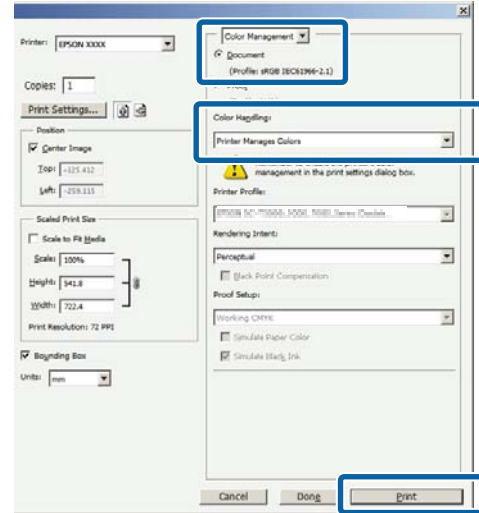 Printer: EPSON XXXX
Copies: 1
Print Settings...
Position
Center Image
Top: -125.412
Left: -259.115
Scaled Print Size
Scale to Fit Media
Scale: 100%
Height: 541.8
Width: 722.4
Print Resolution: 72 PPI
Bounding Box
Units: mm
Color Management
Document
(Profile: sRGB IEC61966-2.1)
Color Handling:
Printer Manages Colors
management in the print settings dialog box.
Printer Profile:
Rendering Intent:
Perceptual
Black Point Compensation
Proof Setup:
Working CMYK
Simulate Paper Color
Simulate Black Ink
Cancel
Done
Print